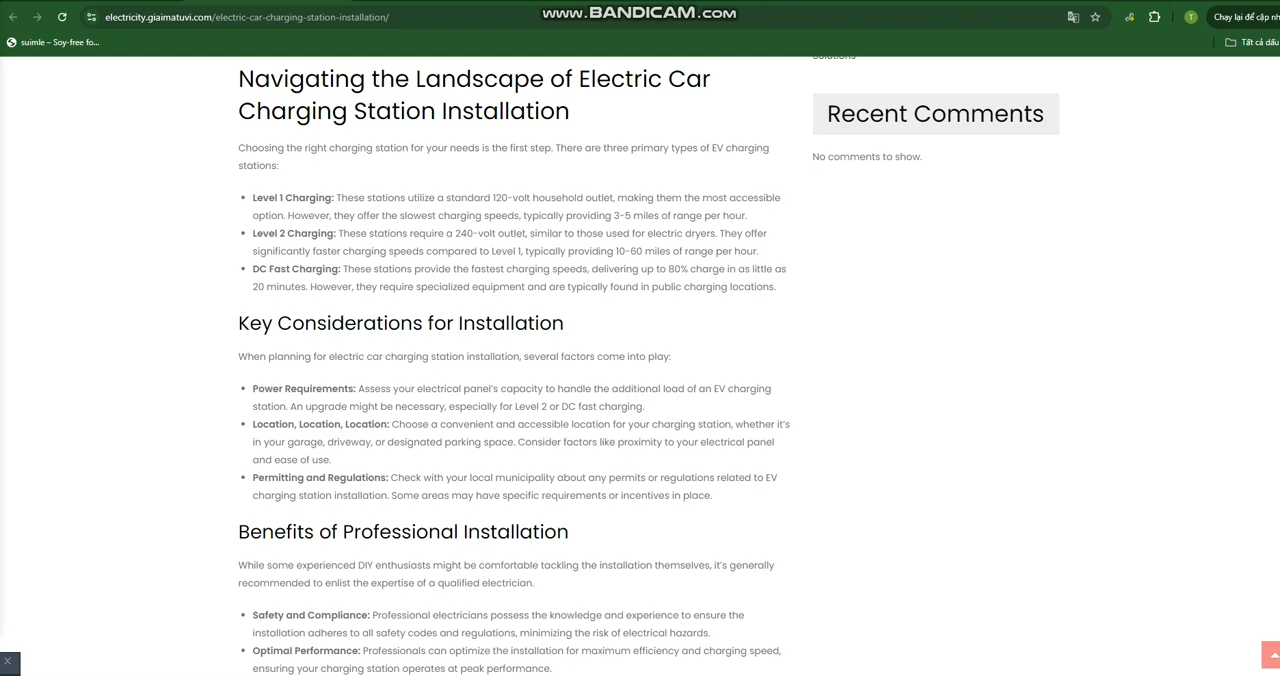 www.BANDICAM.com
electricity.giaimatuvi.com/electric-car-charging-station-installation/
T
Chạy lại để cập nh
suimle – Soy-free fo...
Tất cả dấu
Navigating the Landscape of Electric Car
Charging Station Installation
Choosing the right charging station for your needs is the first step. There are three primary types of EV charging
stations:
• Level 1 Charging: These stations utilize a standard 120-volt household outlet, making them the most accessible
option. However, they offer the slowest charging speeds, typically providing 3-5 miles of range per hour.
• Level 2 Charging: These stations require a 240-volt outlet, similar to those used for electric dryers. They offer
significantly faster charging speeds compared to Level 1, typically providing 10-60 miles of range per hour.
• DC Fast Charging: These stations provide the fastest charging speeds, delivering up to 80% charge in as little as
20 minutes. However, they require specialized equipment and are typically found in public charging locations.
Key Considerations for Installation
When planning for electric car charging station installation, several factors come into play:
• Power Requirements: Assess your electrical panel's capacity to handle the additional load of an EV charging
station. An upgrade might be necessary, especially for Level 2 or DC fast charging.
• Location, Location, Location: Choose a convenient and accessible location for your charging station, whether it's
in your garage, driveway, or designated parking space. Consider factors like proximity to your electrical panel
and ease of use.
• Permitting and Regulations: Check with your local municipality about any permits or regulations related to EV
charging station installation. Some areas may have specific requirements or incentives in place.
Benefits of Professional Installation
While some experienced DIY enthusiasts might be comfortable tackling the installation themselves, it's generally
recommended to enlist the expertise of a qualified electrician.
• Safety and Compliance: Professional electricians possess the knowledge and experience to ensure the
installation adheres to all safety codes and regulations, minimizing the risk of electrical hazards.
• Optimal Performance: Professionals can optimize the installation for maximum efficiency and charging speed,
ensuring your charging station operates at peak performance.
Solutions
Recent Comments
No comments to show.
X